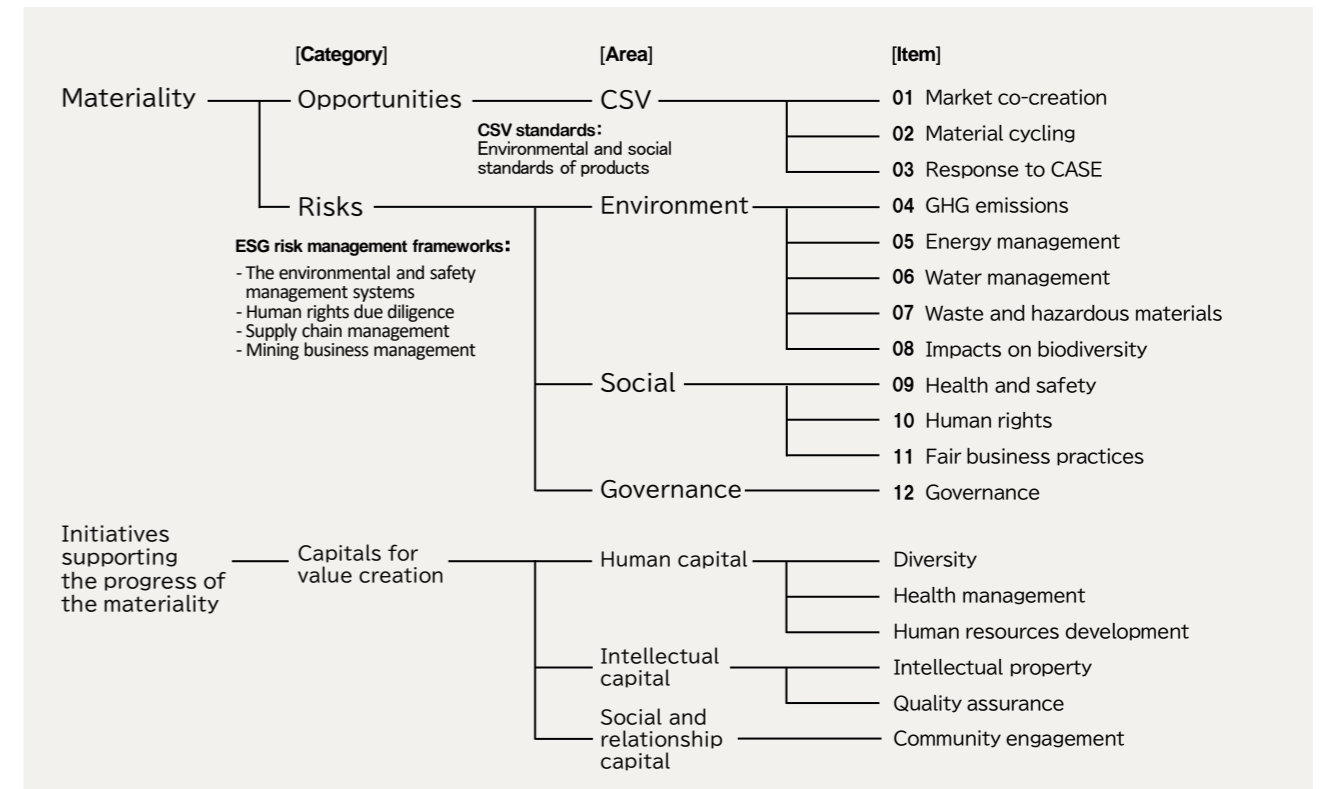 [Category] [Area] [Item]
Materiality Opportunities CSV 01 Market co-creation
CSV standards:
Environmental and social
standards of products
02 Material cycling
03 Response to CASE
Risks Environment 04 GHG emissions
ESG risk management frameworks:
- The environmental and safety
management systems
- Human rights due diligence
- Supply chain management
- Mining business management
05 Energy management
06 Water management
07 Waste and hazardous materials
08 Impacts on biodiversity
Social 09 Health and safety
10 Human rights
11 Fair business practices
Governance 12 Governance
Initiatives
supporting
the progress of
the materiality
Capitals for
value creation
Human capital Diversity
Health management
Human resources development
Intellectual
capital
Intellectual property
Quality assurance
Social and
relationship
capital
Community engagement